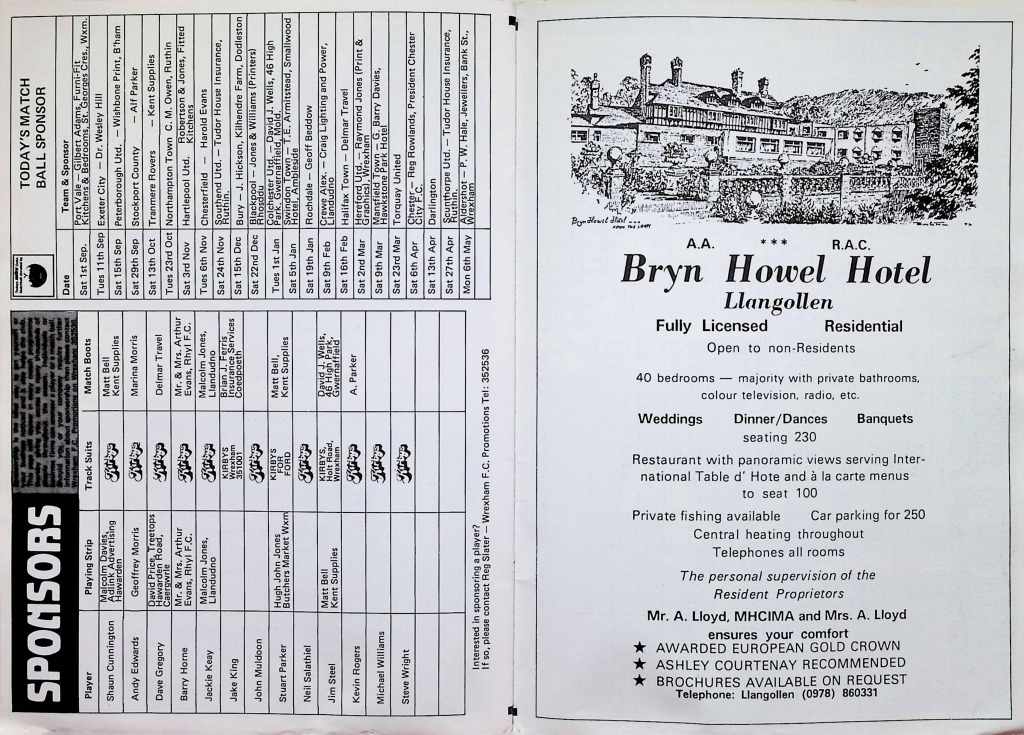 SPONSORS
Player Playing Strip Track Suits Match Boots
Shaun Cunnington Malcolm Davies, Adlink Advertising Hawarden Kirbys Matt Bell Kent Supplies
Andy Edwards Geoffrey Morris Kirbys Marina Morris
Dave Gregory David Price, Treetops Hawarden Road, Caergwrle Kirbys Delmar Travel
Barry Horne Mr. & Mrs. Arthur Evans, Rhyl F.C. Kirbys Mr. & Mrs. Arthur Evans, Rhyl F.C.
Jackie Keay Malcolm Jones, Llandudno Kirbys Malcolm Jones, Llandudno
Jake King KIRBYS Wrexham 351001 Brian J. Ferris Insurance Services Coedpoeth
John Muldoon Kirbys
Stuart Parker Hugh John Jones Butchers Market Wxm KIRBYS FOR FORD Matt Bell, Kent Supplies
Neil Salathiel Kirbys
Jim Steel Matt Bell Kent Supplies KIRBYS, Holt Road, Wrexham David J. Wells, 46 High Park, Gwernaffield
Kevin Rogers Kirbys A. Parker
Michael Williams Kirbys
Steve Wright Kirbys
Interested in sponsoring a player?
If so, please contact Reg Slater — Wrexham F.C. Promotions Tel: 352536
TODAY'S MATCH
BALL SPONSOR
Date Team & Sponsor
Sat 1st Sep. Port Vale — Gilbert Adams, Furni-Fit Kitchens & Bedrooms, St. Georges Cres., Wxm.
Tues 11th Sep Exeter City — Dr. Wesley Hill
Sat 15th Sep Peterborough Utd. — Wishbone Print, B'ham
Sat 29th Sep Stockport County — Alf Parker
Sat 13th Oct Tranmere Rovers — Kent Supplies
Tues 23rd Oct Northampton Town C. M. Owen, Ruthin
Sat 3rd Nov Hartlepool Utd. Robertson & Jones, Fitted Kitchens
Tues 6th Nov Chesterfield — Harold Evans
Sat 24th Nov Southend Utd. — Tudor House Insurance, Ruthin.
Sat 15th Dec Bury — J. Hickson, Kilhendre Farm, Dodleston
Sat 22nd Dec Blackpool — Jones & Williams (Printers) Rhosddu
Tues 1st Jan Colchester Utd. — David J. Wells, 46 High Park, Gwernaffield, Mold.
Sat 5th Jan Swindon Town — T.E. Armitstead, Smallwood Hotel, Ambleside
Sat 19th Jan Rochdale — Geoff Beddow
Sat 9th Feb Crewe Alex. — Craig Lighting and Power, Llandudno
Sat 16th Feb Halifax Town — Delmar Travel
Sat 2nd Mar Hereford Utd — Raymond Jones (Print & Graphics), Wrexham
Sat 9th Mar Mansfield Town G. Barry Davies, Hawkstone Park Hotel
Sat 23rd Mar Torquay United
Sat 6th Apr Chester — Reg Rowlands, President Chester City F.C.
Sat 13th Apr Darlington
Sat 27th Apr Scunthorpe Utd. — Tudor House Insurance, Ruthin.
Mon 6th May Aldershot — P. W. Hale, Jewellers, Bank St., Wrexham
Bryn Howel Hotel
A.A. *** R.A.C.
Bryn Howel Hotel
Llangollen
Fully Licensed Residential
Open to non-Residents
40 bedrooms — majority with private bathrooms,
colour television, radio, etc.
Weddings Dinner/Dances Banquets
seating 230
Restaurant with panoramic views serving Inter-
national Table d' Hote and à la carte menus
to seat 100
Private fishing available Car parking for 250
Central heating throughout
Telephones all rooms
The personal supervision of the
Resident Proprietors
Mr. A. Lloyd, MHCIMA and Mrs. A. Lloyd
ensures your comfort
★ AWARDED EUROPEAN GOLD CROWN
★ ASHLEY COURTENAY RECOMMENDED
★ BROCHURES AVAILABLE ON REQUEST
Telephone: Llangollen (0978) 860331